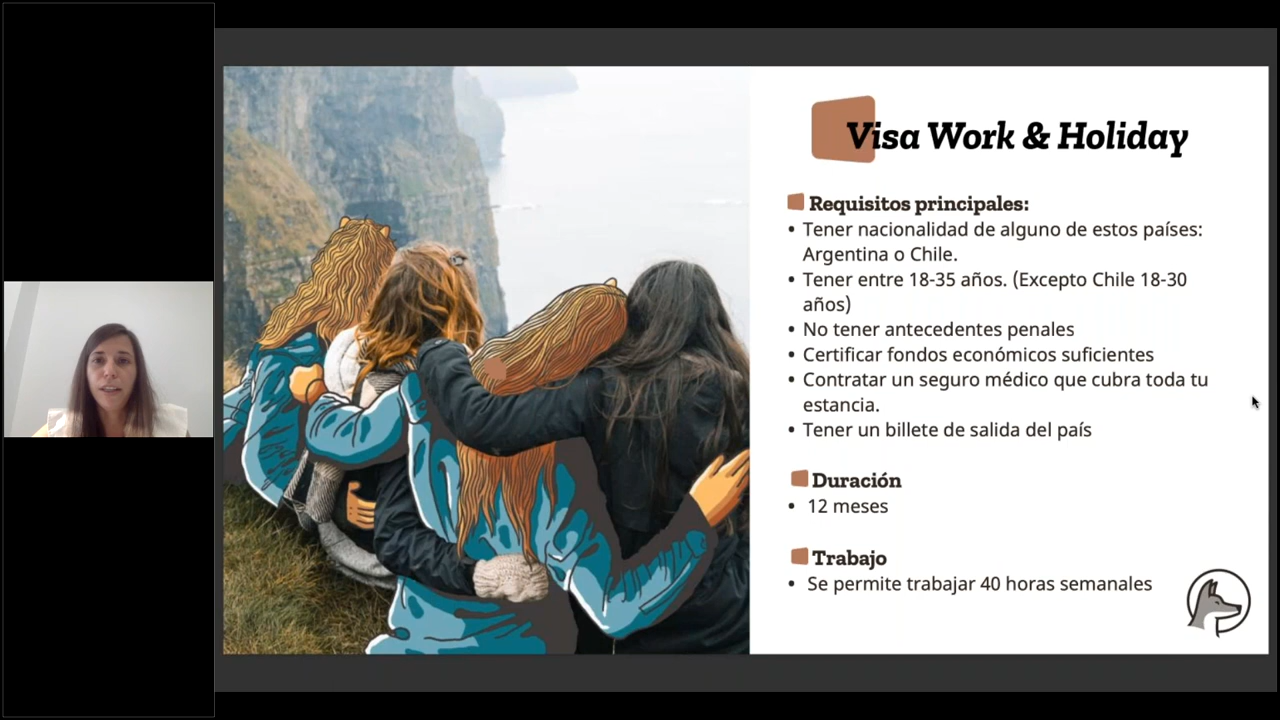 Visa Work & Holiday
Requisitos principales:
• Tener nacionalidad de alguno de estos países:
Argentina o Chile.
• Tener entre 18-35 años. (Excepto Chile 18-30
años)
• No tener antecedentes penales
• Certificar fondos económicos suficientes
• Contratar un seguro médico que cubra toda tu
estancia.
• Tener un billete de salida del país
Duración
• 12 meses
Trabajo
• Se permite trabajar 40 horas semanales